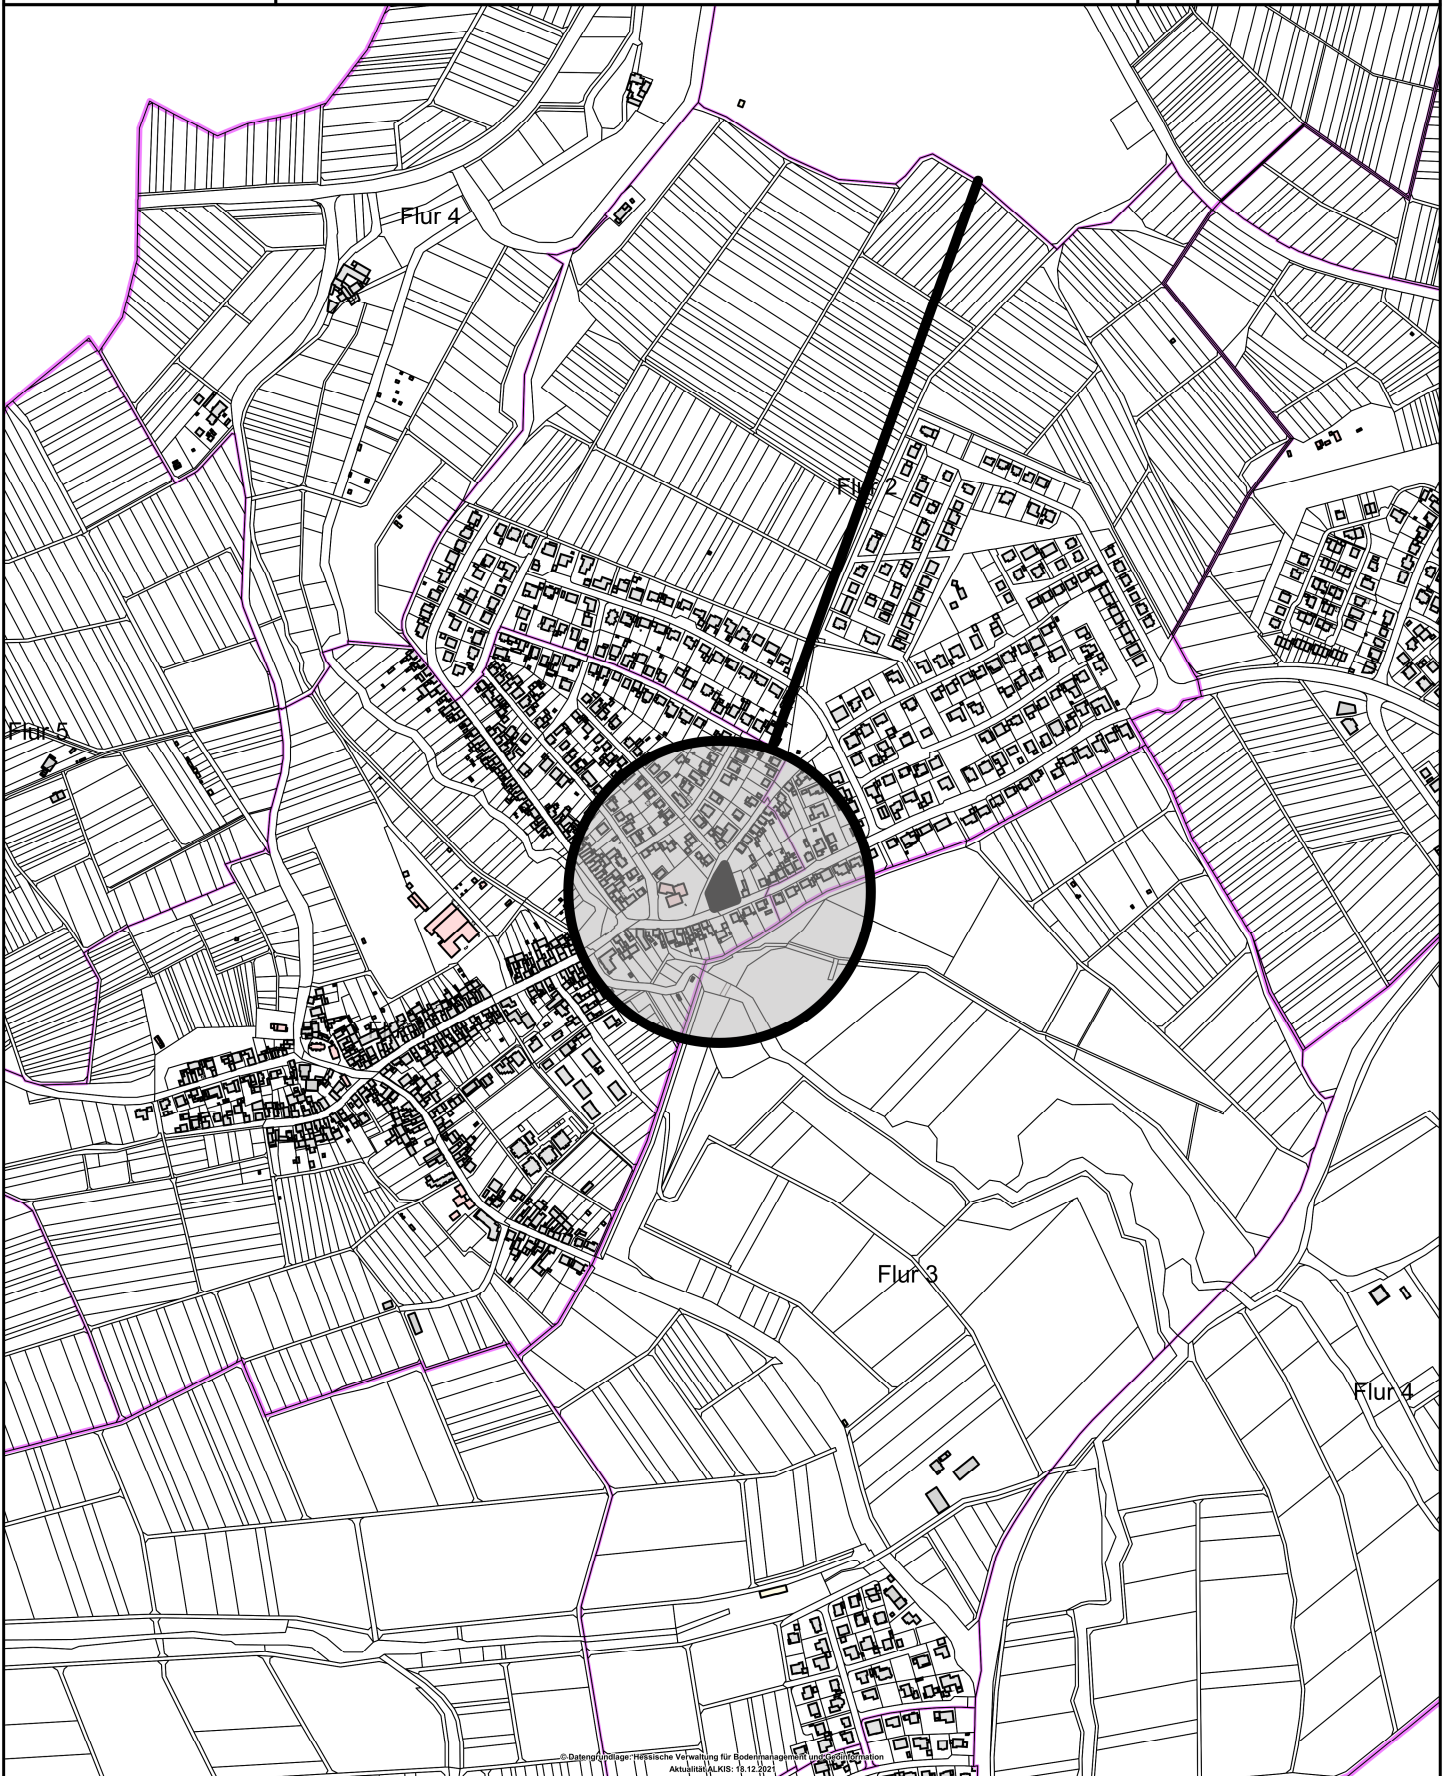 Flur 4
Flur 2
Flur 5
Flur 3
Flur 4
© Datengrundlage: Hessische Verwaltung für Bodenmanagement und Geoinformation
Aktualität ALKIS: 18.12.2021